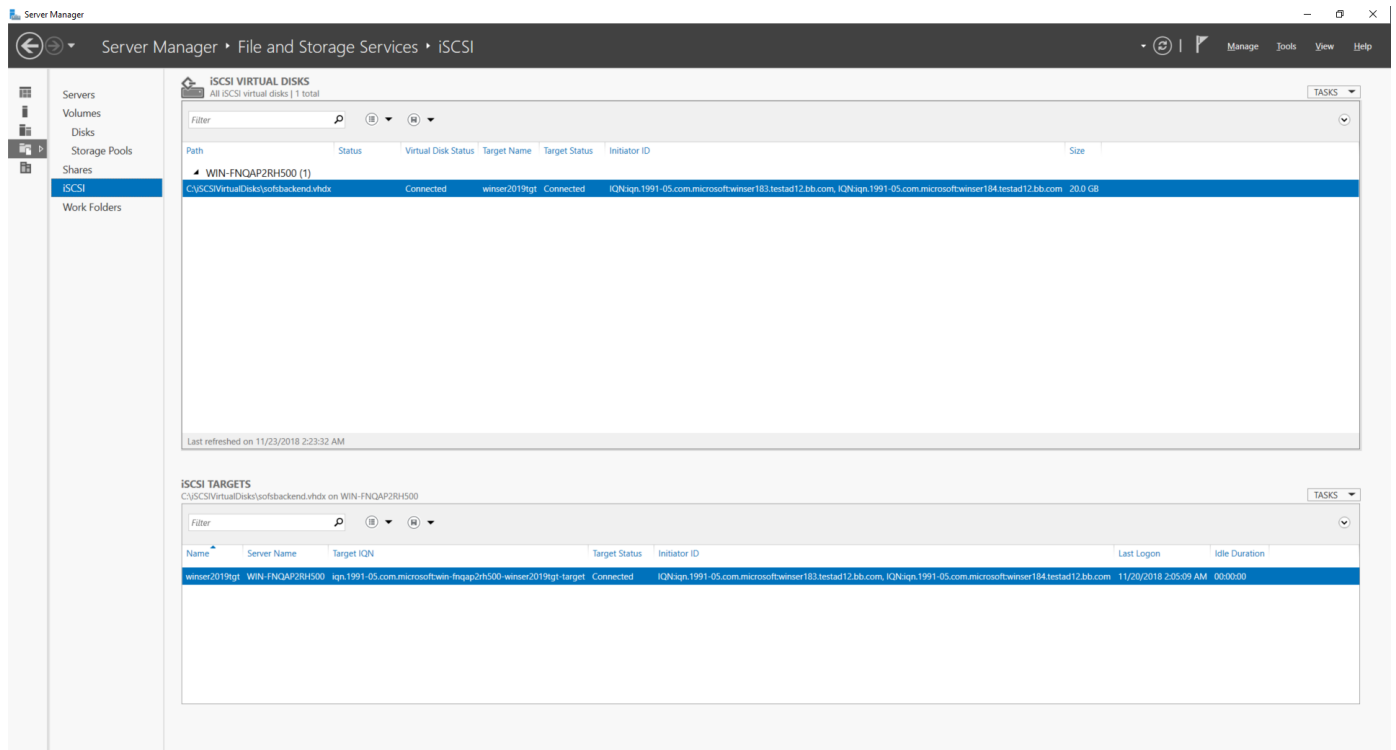 Server Manager
Server Manager ‣ File and Storage Services ‣ iSCSI
Manage Tools View Help
Servers
Volumes
Disks
Storage Pools
Shares
iSCSI
Work Folders
iSCSI VIRTUAL DISKS
All iSCSI virtual disks | 1 total
TASKS
Filter
Path Status Virtual Disk Status Target Name Target Status Initiator ID Size
WIN-FNQAP2RH500 (1)
C:\iSCSIVirtualDisks\sofsbackend.vhdx Connected winser2019tgt Connected IQN:iqn.1991-05.com.microsoft:winser183.testad12.bb.com, IQN:iqn.1991-05.com.microsoft:winser184.testad12.bb.com 20.0 GB
Last refreshed on 11/23/2018 2:23:32 AM
iSCSI TARGETS
C:\iSCSIVirtualDisks\sofsbackend.vhdx on WIN-FNQAP2RH500
TASKS
Filter
Name Server Name Target IQN Target Status Initiator ID Last Logon Idle Duration
winser2019tgt WIN-FNQAP2RH500 iqn.1991-05.com.microsoft:win-fnqap2rh500-winser2019tgt-target Connected IQN:iqn.1991-05.com.microsoft:winser183.testad12.bb.com, IQN:iqn.1991-05.com.microsoft:winser184.testad12.bb.com 11/20/2018 2:05:09 AM 00:00:00